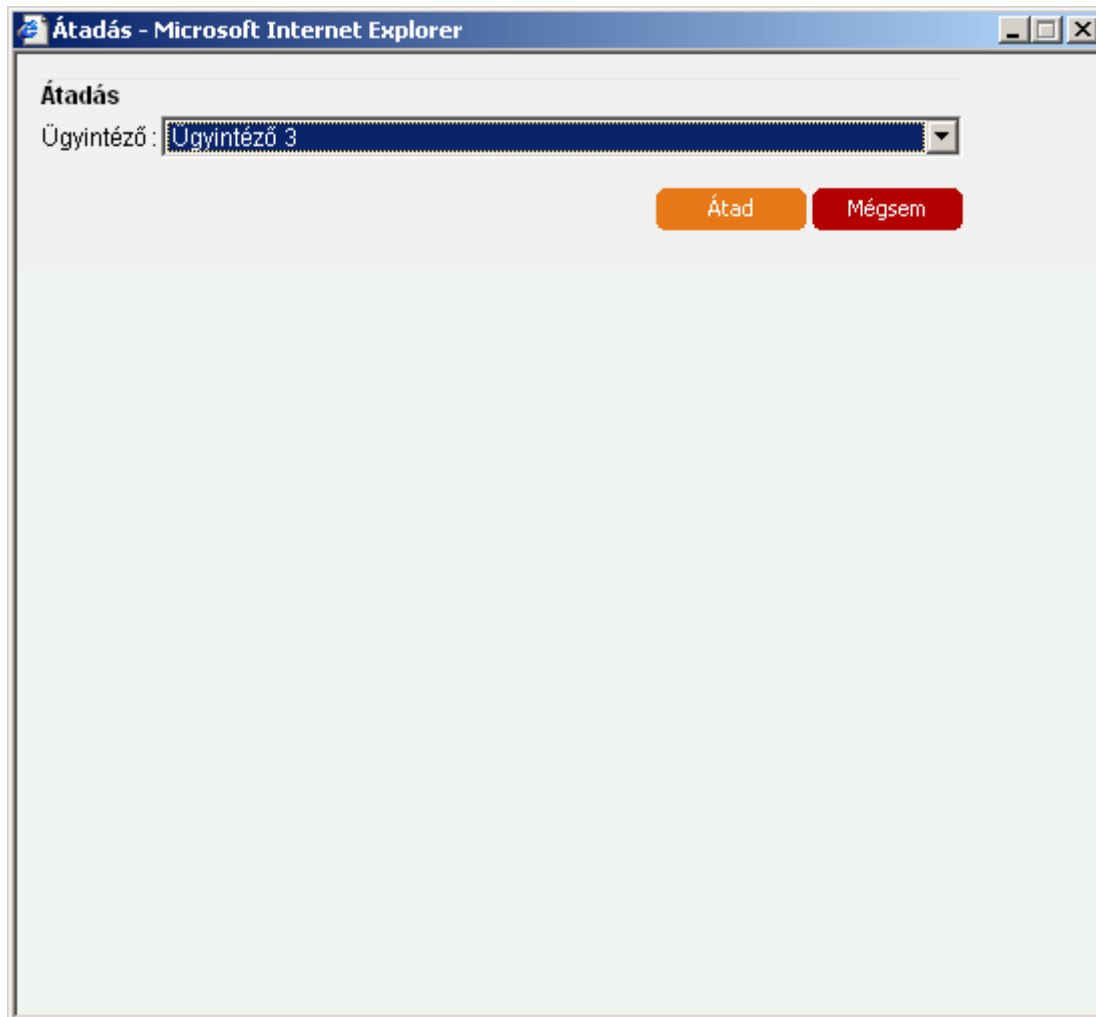 Átadás - Microsoft Internet Explorer
Átadás
Ügyintéző : Ügyintéző 3
Átad Mégsem